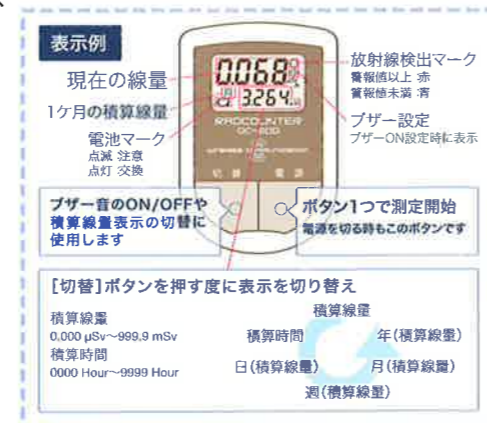 表示例
現在の線量
1ケ月の積算線量
電池マーク
点滅 注意
点灯 交換
放射線検出マーク
警報値以上 赤
警報値未満 青
ブザー設定
ブザーON設定時に表示
0.068
3.264
RADCOUNTER
切替 電源
ブザー音のON/OFFや
積算線量表示の切替に
使用します
ボタン1つで測定開始
電源を切る時もこのボタンです
[切替]ボタンを押す度に表示を切り替え
積算線量
0.000 μSv～999.9 mSv
積算時間
0000 Hour～9999 Hour
積算線量
積算時間 年(積算線量)
日(積算線量) 月(積算線量)
週(積算線量)